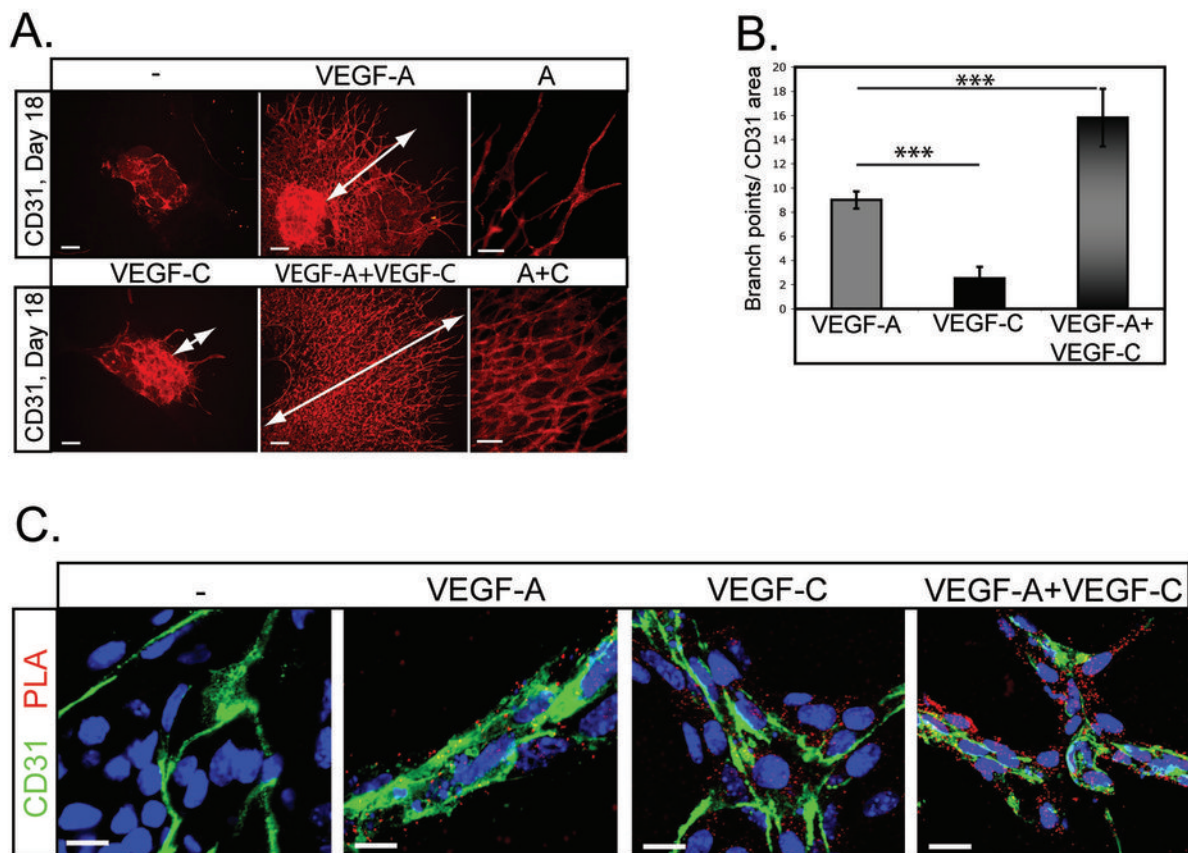 A.
- VEGF-A A
CD31, Day 18
VEGF-C VEGF-A+VEGF-C A+C
CD31, Day 18
B.
Branch points/ CD31 area
20
18
16
14
12
10
8
6
4
2
0
***
***
VEGF-A VEGF-C VEGF-A+
VEGF-C
C.
- VEGF-A VEGF-C VEGF-A+VEGF-C
CD31 PLA